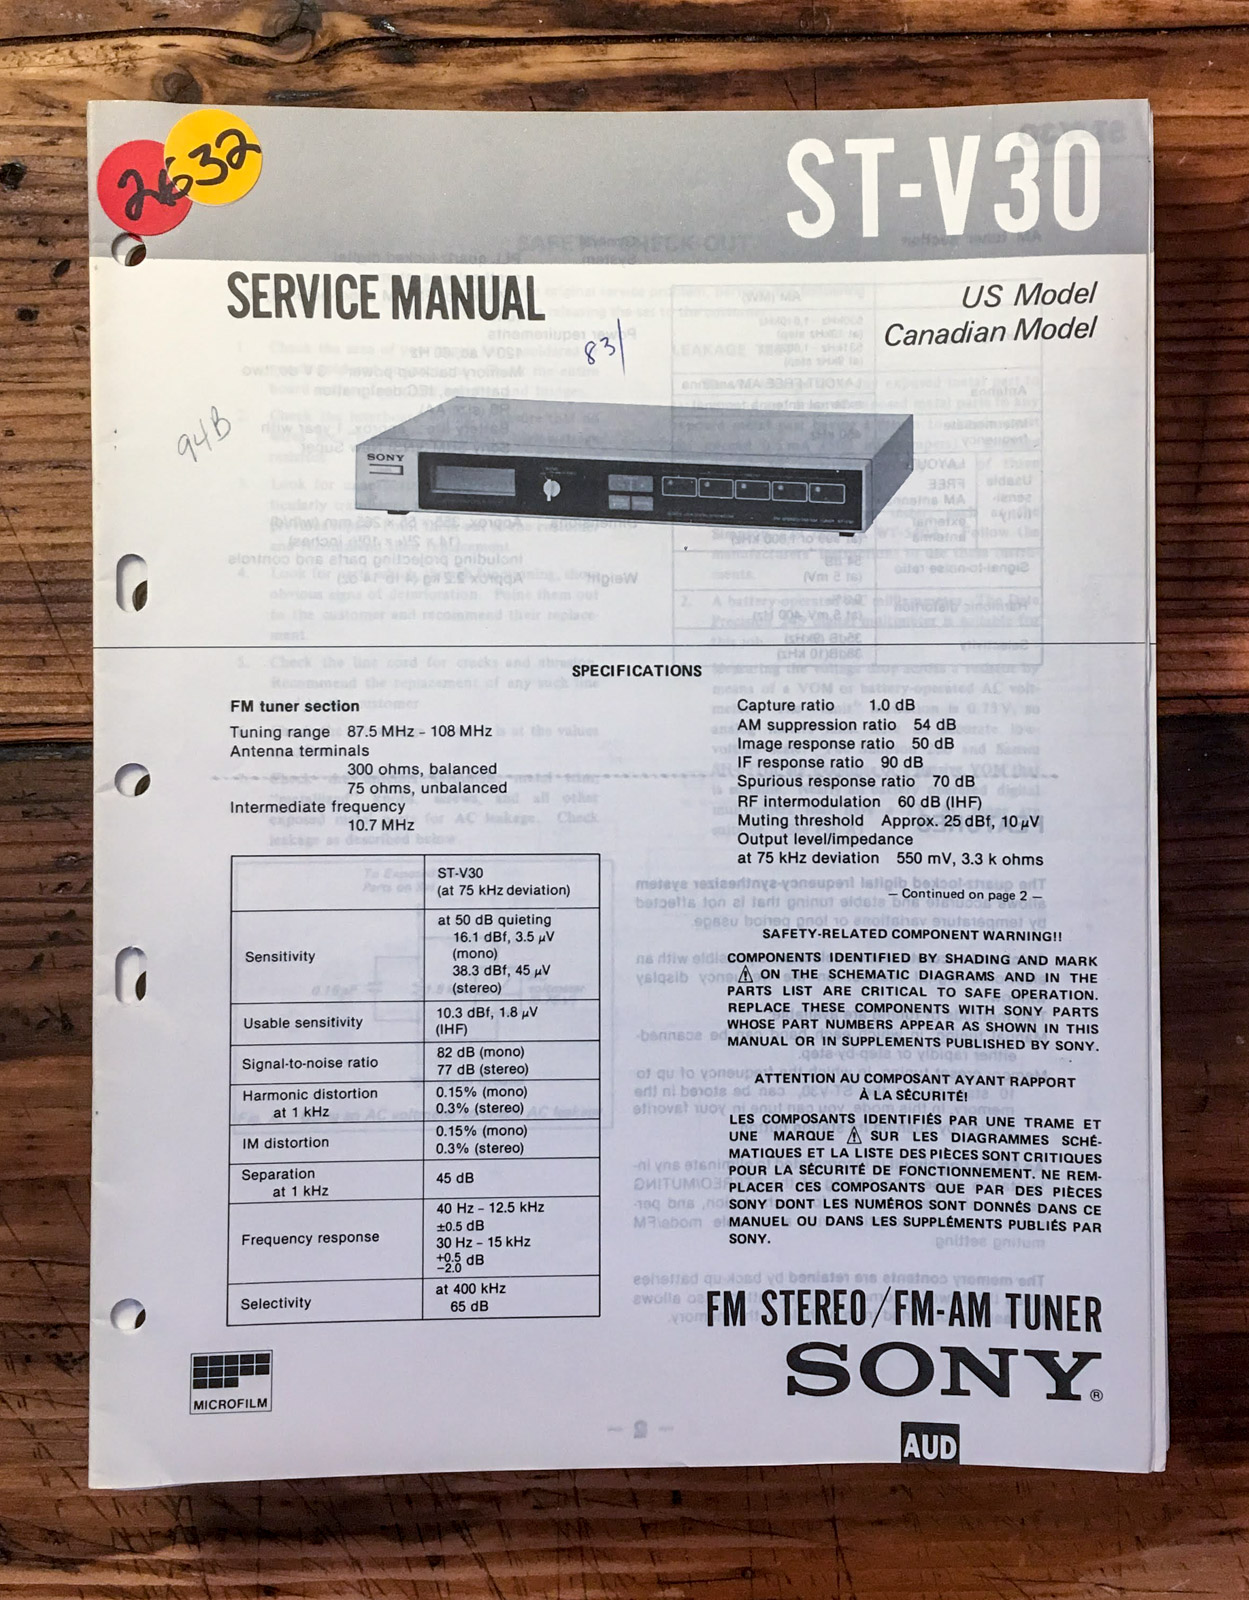 2632
ST-V30
SERVICE MANUAL
US Model
Canadian Model
83
94B
SONY
SPECIFICATIONS
FM tuner section
Tuning range 87.5 MHz – 108 MHz
Antenna terminals
300 ohms, balanced
75 ohms, unbalanced
Intermediate frequency
10.7 MHz
ST-V30
(at 75 kHz deviation)
Sensitivity
at 50 dB quieting
16.1 dBf, 3.5 µV
(mono)
38.3 dBf, 45 µV
(stereo)
Usable sensitivity
10.3 dBf, 1.8 µV
(IHF)
Signal-to-noise ratio
82 dB (mono)
77 dB (stereo)
Harmonic distortion
at 1 kHz
0.15% (mono)
0.3% (stereo)
IM distortion
0.15% (mono)
0.3% (stereo)
Separation
at 1 kHz
45 dB
Frequency response
40 Hz – 12.5 kHz
±0.5 dB
30 Hz – 15 kHz
+0.5
−2.0 dB
Selectivity
at 400 kHz
65 dB
Capture ratio 1.0 dB
AM suppression ratio 54 dB
Image response ratio 50 dB
IF response ratio 90 dB
Spurious response ratio 70 dB
RF intermodulation 60 dB (IHF)
Muting threshold Approx. 25 dBf, 10 µV
Output level/impedance
at 75 kHz deviation 550 mV, 3.3 k ohms
— Continued on page 2 —
SAFETY-RELATED COMPONENT WARNING!!
COMPONENTS IDENTIFIED BY SHADING AND MARK
⚠ ON THE SCHEMATIC DIAGRAMS AND IN THE
PARTS LIST ARE CRITICAL TO SAFE OPERATION.
REPLACE THESE COMPONENTS WITH SONY PARTS
WHOSE PART NUMBERS APPEAR AS SHOWN IN THIS
MANUAL OR IN SUPPLEMENTS PUBLISHED BY SONY.
ATTENTION AU COMPOSANT AYANT RAPPORT
À LA SÉCURITÉ!
LES COMPOSANTS IDENTIFIÉS PAR UNE TRAME ET
UNE MARQUE ⚠ SUR LES DIAGRAMMES SCHÉ-
MATIQUES ET LA LISTE DES PIÈCES SONT CRITIQUES
POUR LA SÉCURITÉ DE FONCTIONNEMENT. NE REM-
PLACER CES COMPOSANTS QUE PAR DES PIÈCES
SONY DONT LES NUMÉROS SONT DONNÉS DANS CE
MANUEL OU DANS LES SUPPLÉMENTS PUBLIÉS PAR
SONY.
FM STEREO/FM-AM TUNER
SONY®
MICROFILM
AUD